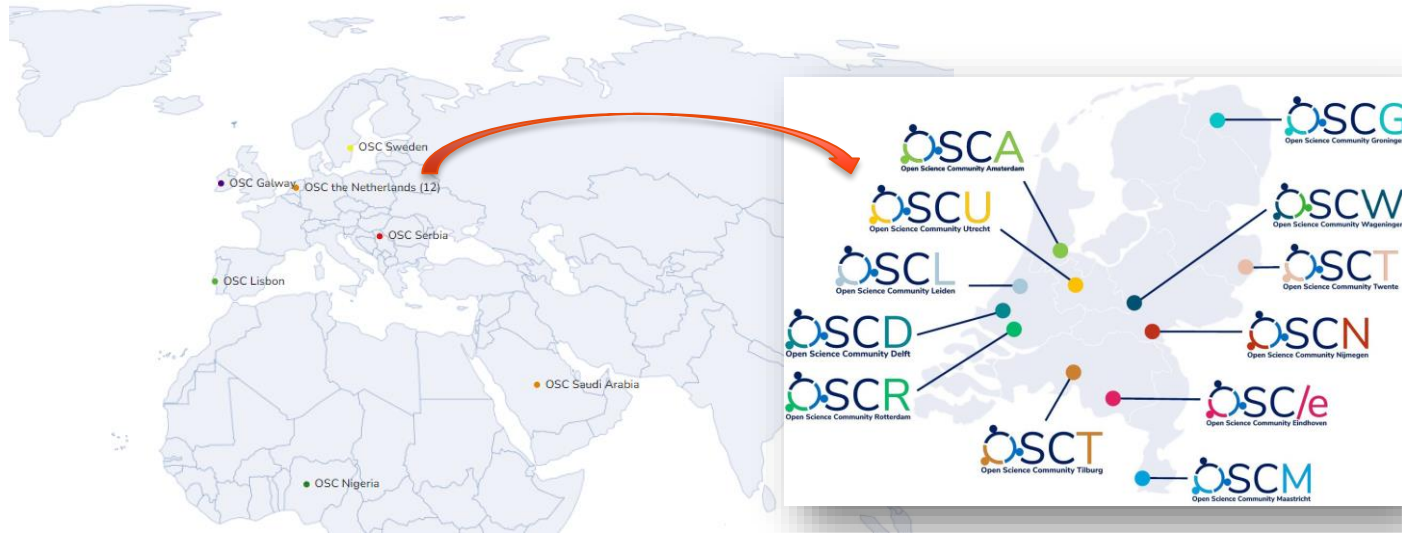 OSC Sweden
OSC Galway
OSC the Netherlands (12)
OSC Serbia
OSC Lisbon
OSC Saudi Arabia
OSC Nigeria
OSCG
Open Science Community Groninge
OSCA
Open Science Community Amsterdam
OSCU
Open Science Community Utrecht
OSCW
Open Science Community Wageningen
OSCL
Open Science Community Leiden
OSCT
Open Science Community Twente
OSCD
Open Science Community Delft
OSCN
Open Science Community Nijmegen
OSCR
Open Science Community Rotterdam
OSC/e
Open Science Community Eindhoven
OSCT
Open Science Community Tilburg
OSCM
Open Science Community Maastricht